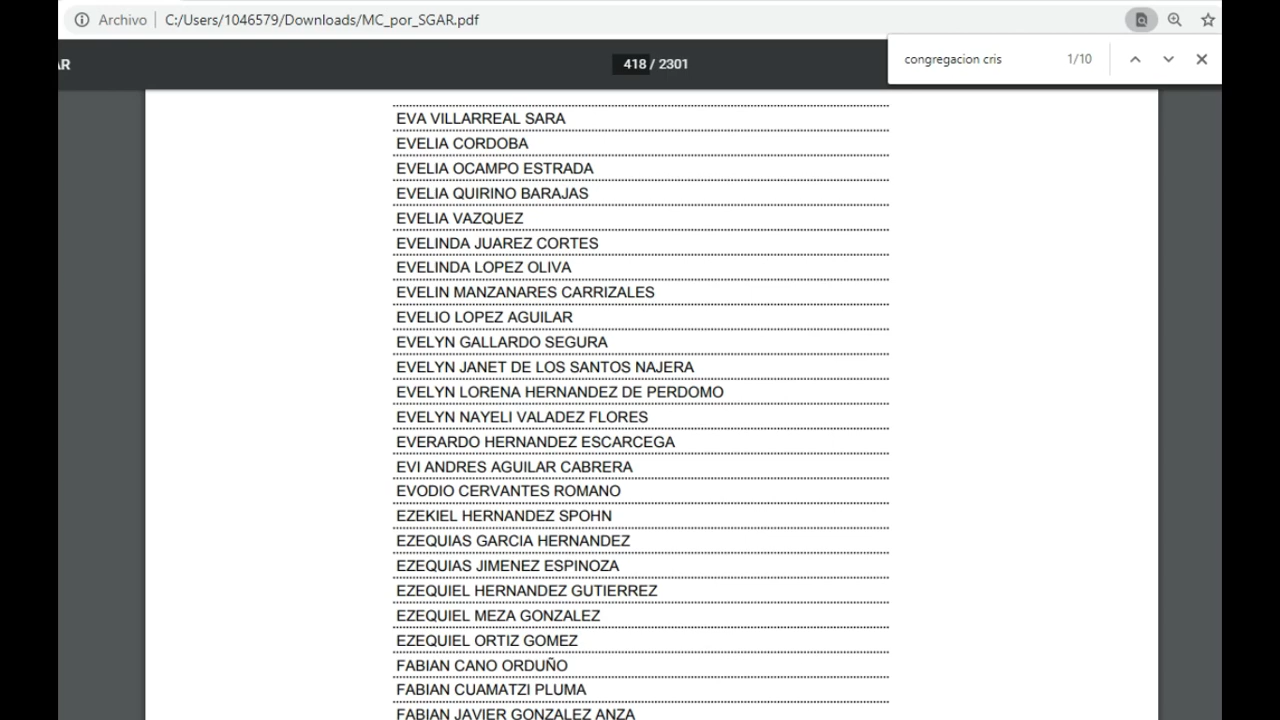 Archivo | C:/Users/1046579/Downloads/MC_por_SGAR.pdf
AR
418 / 2301
congregacion cris 1/10
EVA VILLARREAL SARA
EVELIA CORDOBA
EVELIA OCAMPO ESTRADA
EVELIA QUIRINO BARAJAS
EVELIA VAZQUEZ
EVELINDA JUAREZ CORTES
EVELINDA LOPEZ OLIVA
EVELIN MANZANARES CARRIZALES
EVELIO LOPEZ AGUILAR
EVELYN GALLARDO SEGURA
EVELYN JANET DE LOS SANTOS NAJERA
EVELYN LORENA HERNANDEZ DE PERDOMO
EVELYN NAYELI VALADEZ FLORES
EVERARDO HERNANDEZ ESCARCEGA
EVI ANDRES AGUILAR CABRERA
EVODIO CERVANTES ROMANO
EZEKIEL HERNANDEZ SPOHN
EZEQUIAS GARCIA HERNANDEZ
EZEQUIAS JIMENEZ ESPINOZA
EZEQUIEL HERNANDEZ GUTIERREZ
EZEQUIEL MEZA GONZALEZ
EZEQUIEL ORTIZ GOMEZ
FABIAN CANO ORDUÑO
FABIAN CUAMATZI PLUMA
FABIAN JAVIER GONZALEZ ANZA